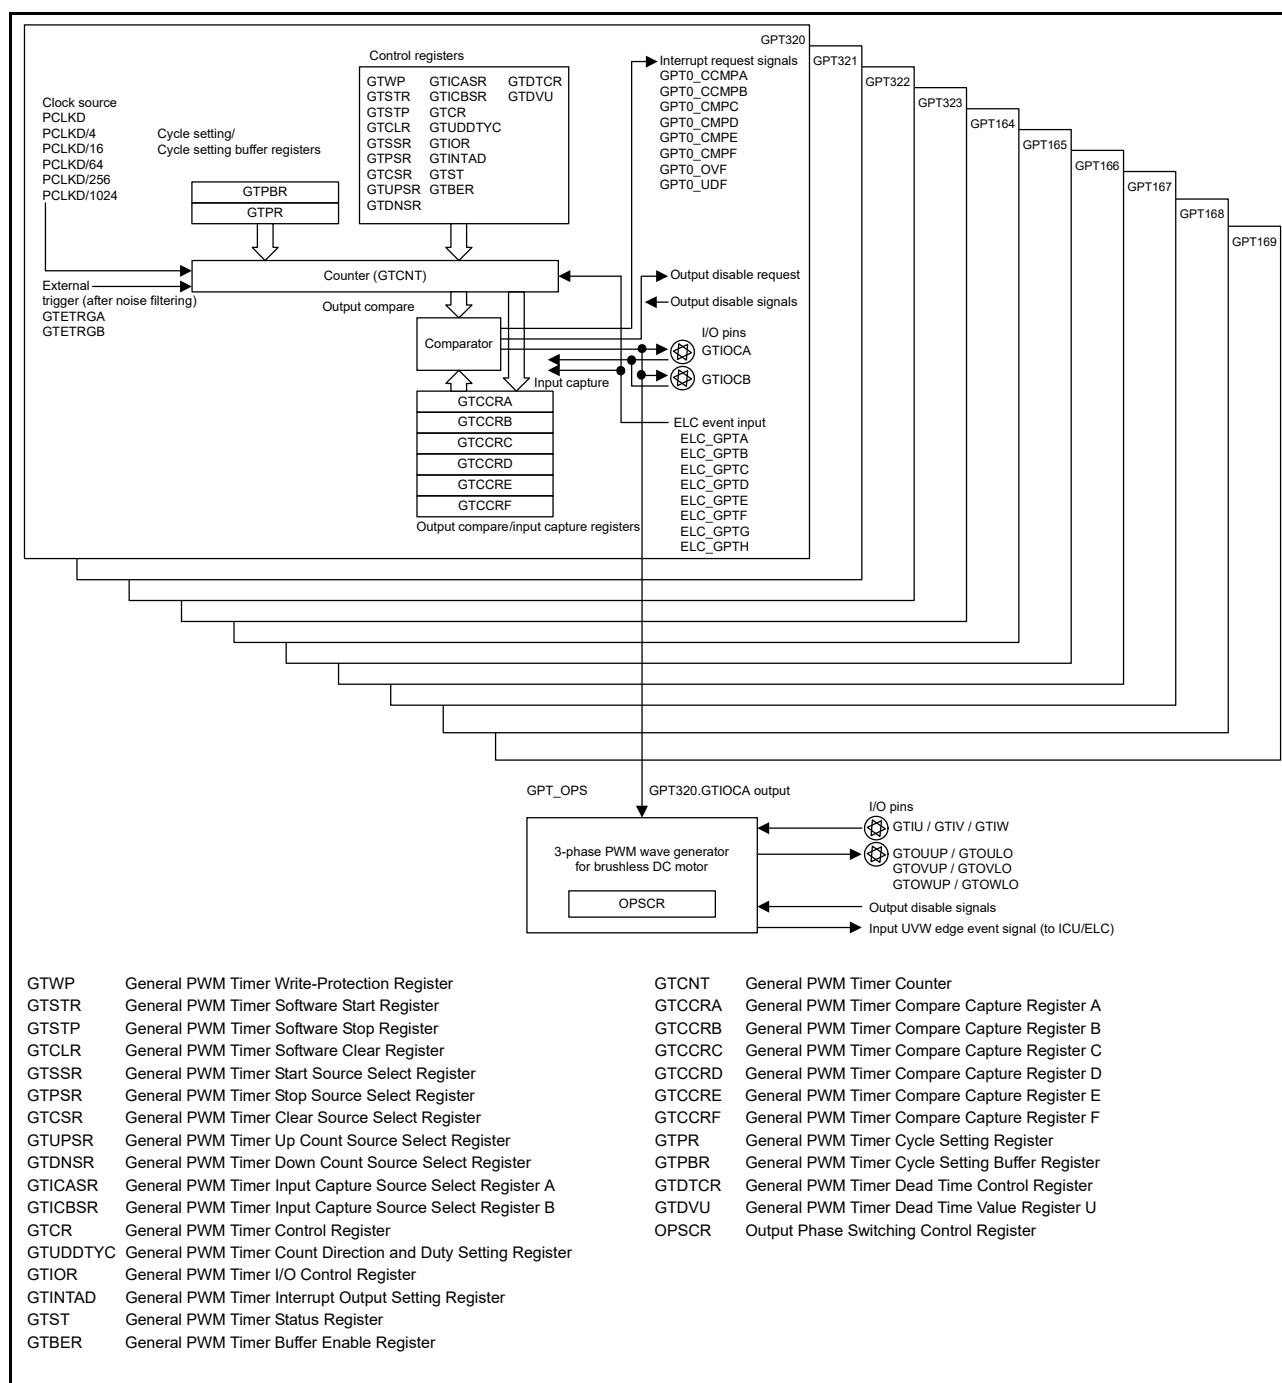 GPT320
GPT321
GPT322
GPT323
GPT164
GPT165
GPT166
GPT167
GPT168
GPT169
Clock source
PCLKD
PCLKD/4
PCLKD/16
PCLKD/64
PCLKD/256
PCLKD/1024
Cycle setting/
Cycle setting buffer registers
GTPBR
GTPR
Control registers
GTWP GTICASR GTDTCR
GTSTR GTICBSR GTDVU
GTSTP GTCR
GTCLR GTUDDTYC
GTSSR GTIOR
GTPSR GTINTAD
GTCSR GTST
GTUPSR GTBER
GTDNSR
Interrupt request signals
GPT0_CCMPA
GPT0_CCMPB
GPT0_CMPC
GPT0_CMPD
GPT0_CMPE
GPT0_CMPF
GPT0_OVF
GPT0_UDF
Counter (GTCNT)
External
trigger (after noise filtering)
GTETRGA
GTETRGB
Output compare
Comparator
Output disable request
Output disable signals
I/O pins
GTIOCA
GTIOCB
Input capture
GTCCRA
GTCCRB
GTCCRC
GTCCRD
GTCCRE
GTCCRF
Output compare/input capture registers
ELC event input
ELC_GPTA
ELC_GPTB
ELC_GPTC
ELC_GPTD
ELC_GPTE
ELC_GPTF
ELC_GPTG
ELC_GPTH
GPT_OPS
GPT320.GTIOCA output
3-phase PWM wave generator
for brushless DC motor
OPSCR
I/O pins
GTIU / GTIV / GTIW
GTOUUP / GTOULO
GTOVUP / GTOVLO
GTOWUP / GTOWLO
Output disable signals
Input UVW edge event signal (to ICU/ELC)
GTWP General PWM Timer Write-Protection Register
GTSTR General PWM Timer Software Start Register
GTSTP General PWM Timer Software Stop Register
GTCLR General PWM Timer Software Clear Register
GTSSR General PWM Timer Start Source Select Register
GTPSR General PWM Timer Stop Source Select Register
GTCSR General PWM Timer Clear Source Select Register
GTUPSR General PWM Timer Up Count Source Select Register
GTDNSR General PWM Timer Down Count Source Select Register
GTICASR General PWM Timer Input Capture Source Select Register A
GTICBSR General PWM Timer Input Capture Source Select Register B
GTCR General PWM Timer Control Register
GTUDDTYC General PWM Timer Count Direction and Duty Setting Register
GTIOR General PWM Timer I/O Control Register
GTINTAD General PWM Timer Interrupt Output Setting Register
GTST General PWM Timer Status Register
GTBER General PWM Timer Buffer Enable Register
GTCNT General PWM Timer Counter
GTCCRA General PWM Timer Compare Capture Register A
GTCCRB General PWM Timer Compare Capture Register B
GTCCRC General PWM Timer Compare Capture Register C
GTCCRD General PWM Timer Compare Capture Register D
GTCCRE General PWM Timer Compare Capture Register E
GTCCRF General PWM Timer Compare Capture Register F
GTPR General PWM Timer Cycle Setting Register
GTPBR General PWM Timer Cycle Setting Buffer Register
GTDTCR General PWM Timer Dead Time Control Register
GTDVU General PWM Timer Dead Time Value Register U
OPSCR Output Phase Switching Control Register